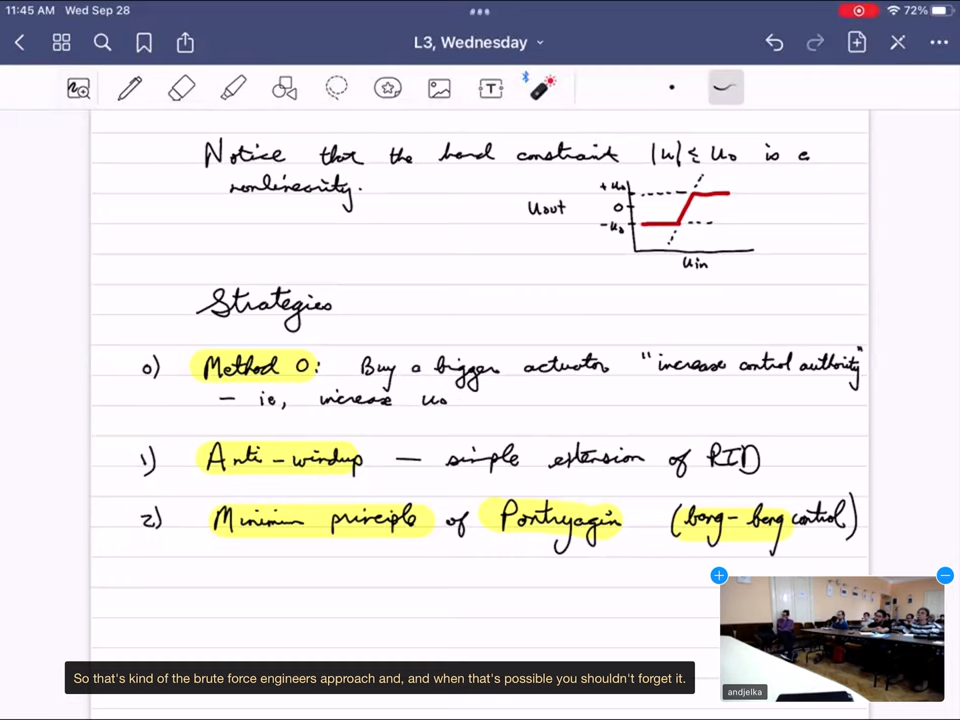 11:45 AM Wed Sep 28
72%
L3, Wednesday
T
Notice that the hard constraint |u| ≤ u₀ is a
nonlinearity.
+u₀
uout
0
-u₀
uin
Strategies
0) Method 0: Buy a bigger actuator "increase control authority"
– ie, increase u₀
1) Anti-windup — simple extension of PID
2) Minimum principle of Pontryagin (bang-bang control)
andjelka
So that's kind of the brute force engineers approach and, and when that's possible you shouldn't forget it.